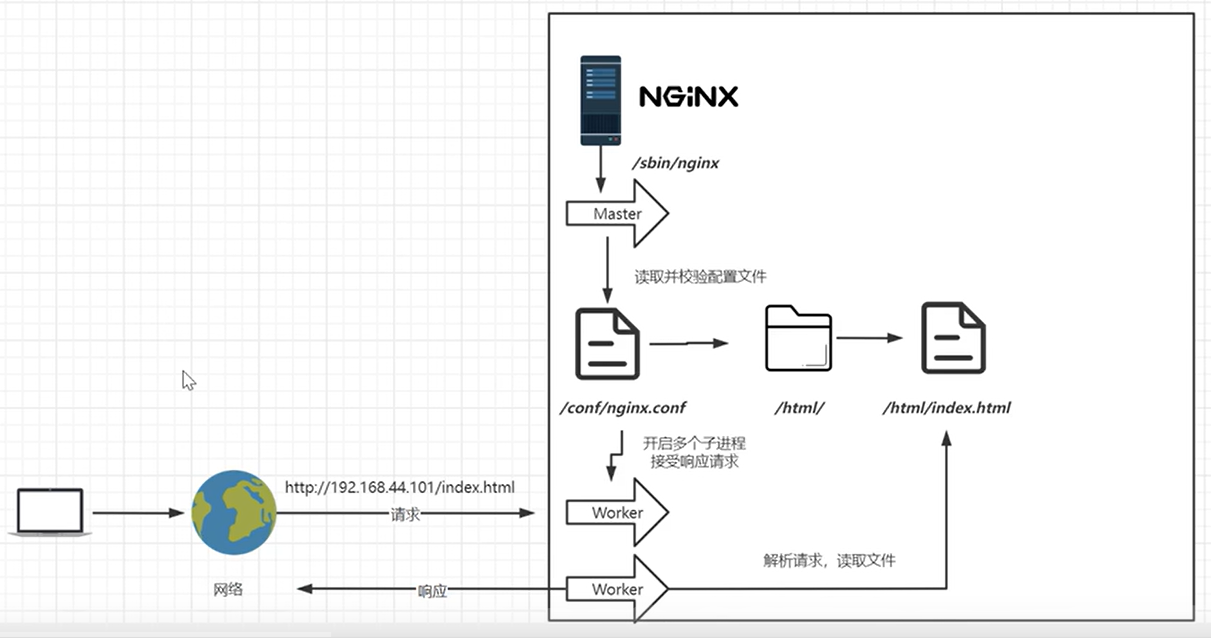 NGINX
/sbin/nginx
Master
读取并校验配置文件
/conf/nginx.conf
/html/
/html/index.html
开启多个子进程
接受响应请求
http://192.168.44.101/index.html
请求
Worker
解析请求，读取文件
网络
响应
Worker